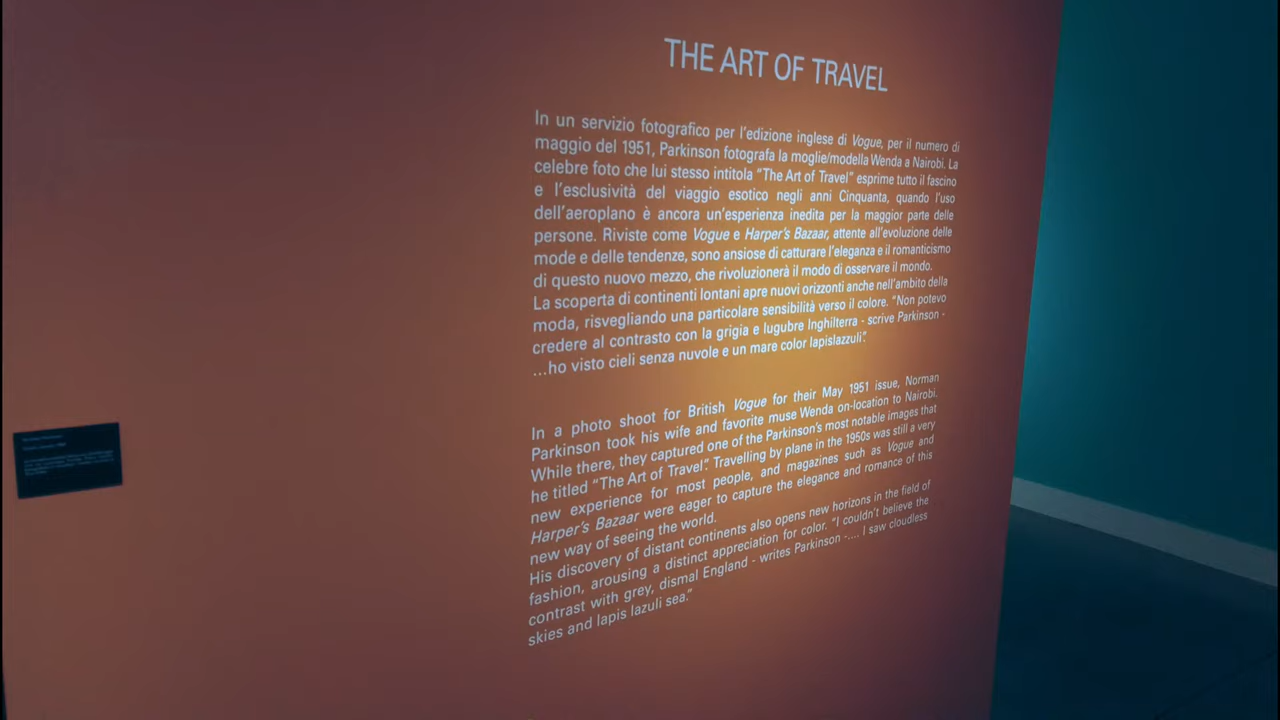 THE ART OF TRAVEL
In un servizio fotografico per l'edizione inglese di Vogue, per il numero di
maggio del 1951, Parkinson fotografa la moglie/modella Wenda a Nairobi. La
celebre foto che lui stesso intitola “The Art of Travel” esprime tutto il fascino
e l'esclusività del viaggio esotico negli anni Cinquanta, quando l'uso
dell'aeroplano è ancora un'esperienza inedita per la maggior parte delle
persone. Riviste come Vogue e Harper's Bazaar, attente all'evoluzione delle
mode e delle tendenze, sono ansiose di catturare l'eleganza e il romanticismo
di questo nuovo mezzo, che rivoluzionerà il modo di osservare il mondo.
La scoperta di continenti lontani apre nuovi orizzonti anche nell'ambito della
moda, risvegliando una particolare sensibilità verso il colore. “Non potevo
credere al contrasto con la grigia e lugubre Inghilterra - scrive Parkinson -
…ho visto cieli senza nuvole e un mare color lapislazzuli”.
In a photo shoot for British Vogue for their May 1951 issue, Norman
Parkinson took his wife and favorite muse Wenda on-location to Nairobi.
While there, they captured one of the Parkinson's most notable images that
he titled “The Art of Travel”. Travelling by plane in the 1950s was still a very
new experience for most people, and magazines such as Vogue and
Harper's Bazaar were eager to capture the elegance and romance of this
new way of seeing the world.
His discovery of distant continents also opens new horizons in the field of
fashion, arousing a distinct appreciation for color. “I couldn't believe the
contrast with grey, dismal England - writes Parkinson -.... I saw cloudless
skies and lapis lazuli sea.”